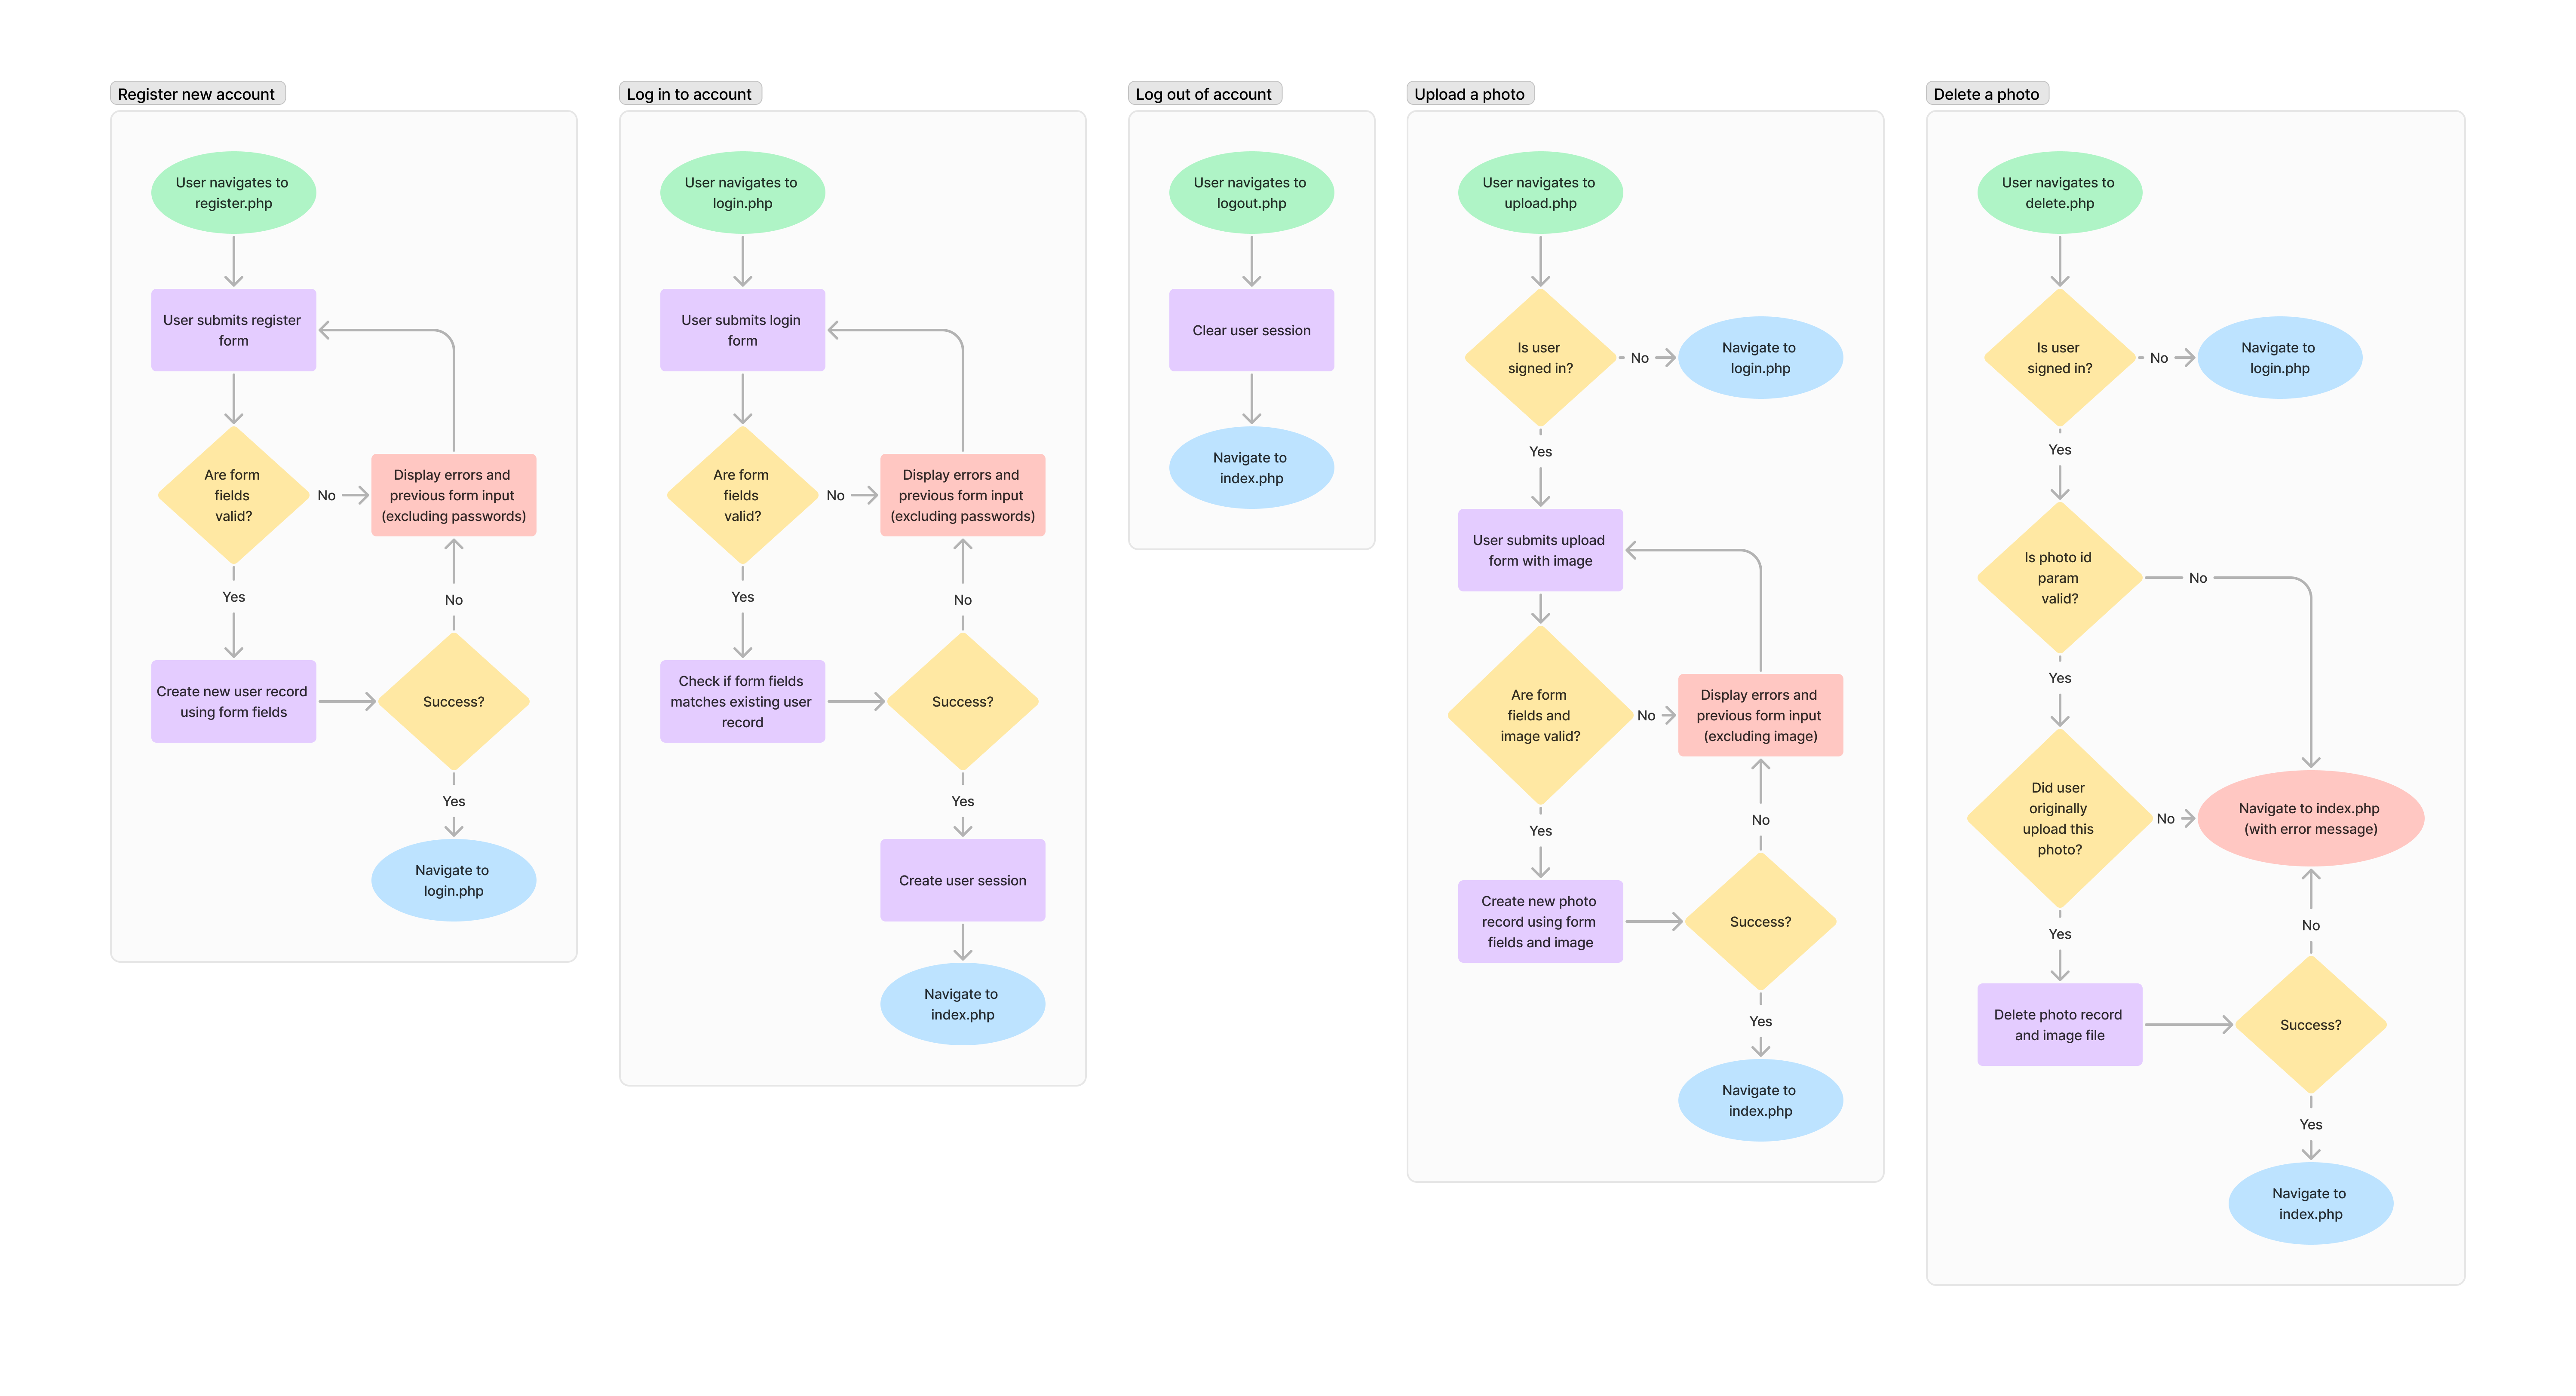 Register new account
User navigates to
register.php
User submits register
form
Are form
fields
valid?
No
Display errors and
previous form input
(excluding passwords)
Yes
No
Create new user record
using form fields
Success?
Yes
Navigate to
login.php
Log in to account
User navigates to
login.php
User submits login
form
Are form
fields
valid?
No
Display errors and
previous form input
(excluding passwords)
Yes
No
Check if form fields
matches existing user
record
Success?
Yes
Create user session
Navigate to
index.php
Log out of account
User navigates to
logout.php
Clear user session
Navigate to
index.php
Upload a photo
User navigates to
upload.php
Is user
signed in?
No
Navigate to
login.php
Yes
User submits upload
form with image
Are form
fields and
image valid?
No
Display errors and
previous form input
(excluding image)
Yes
No
Create new photo
record using form
fields and image
Success?
Yes
Navigate to
index.php
Delete a photo
User navigates to
delete.php
Is user
signed in?
No
Navigate to
login.php
Yes
Is photo id
param
valid?
No
Yes
Did user
originally
upload this
photo?
No
Navigate to index.php
(with error message)
Yes
No
Delete photo record
and image file
Success?
Yes
Navigate to
index.php